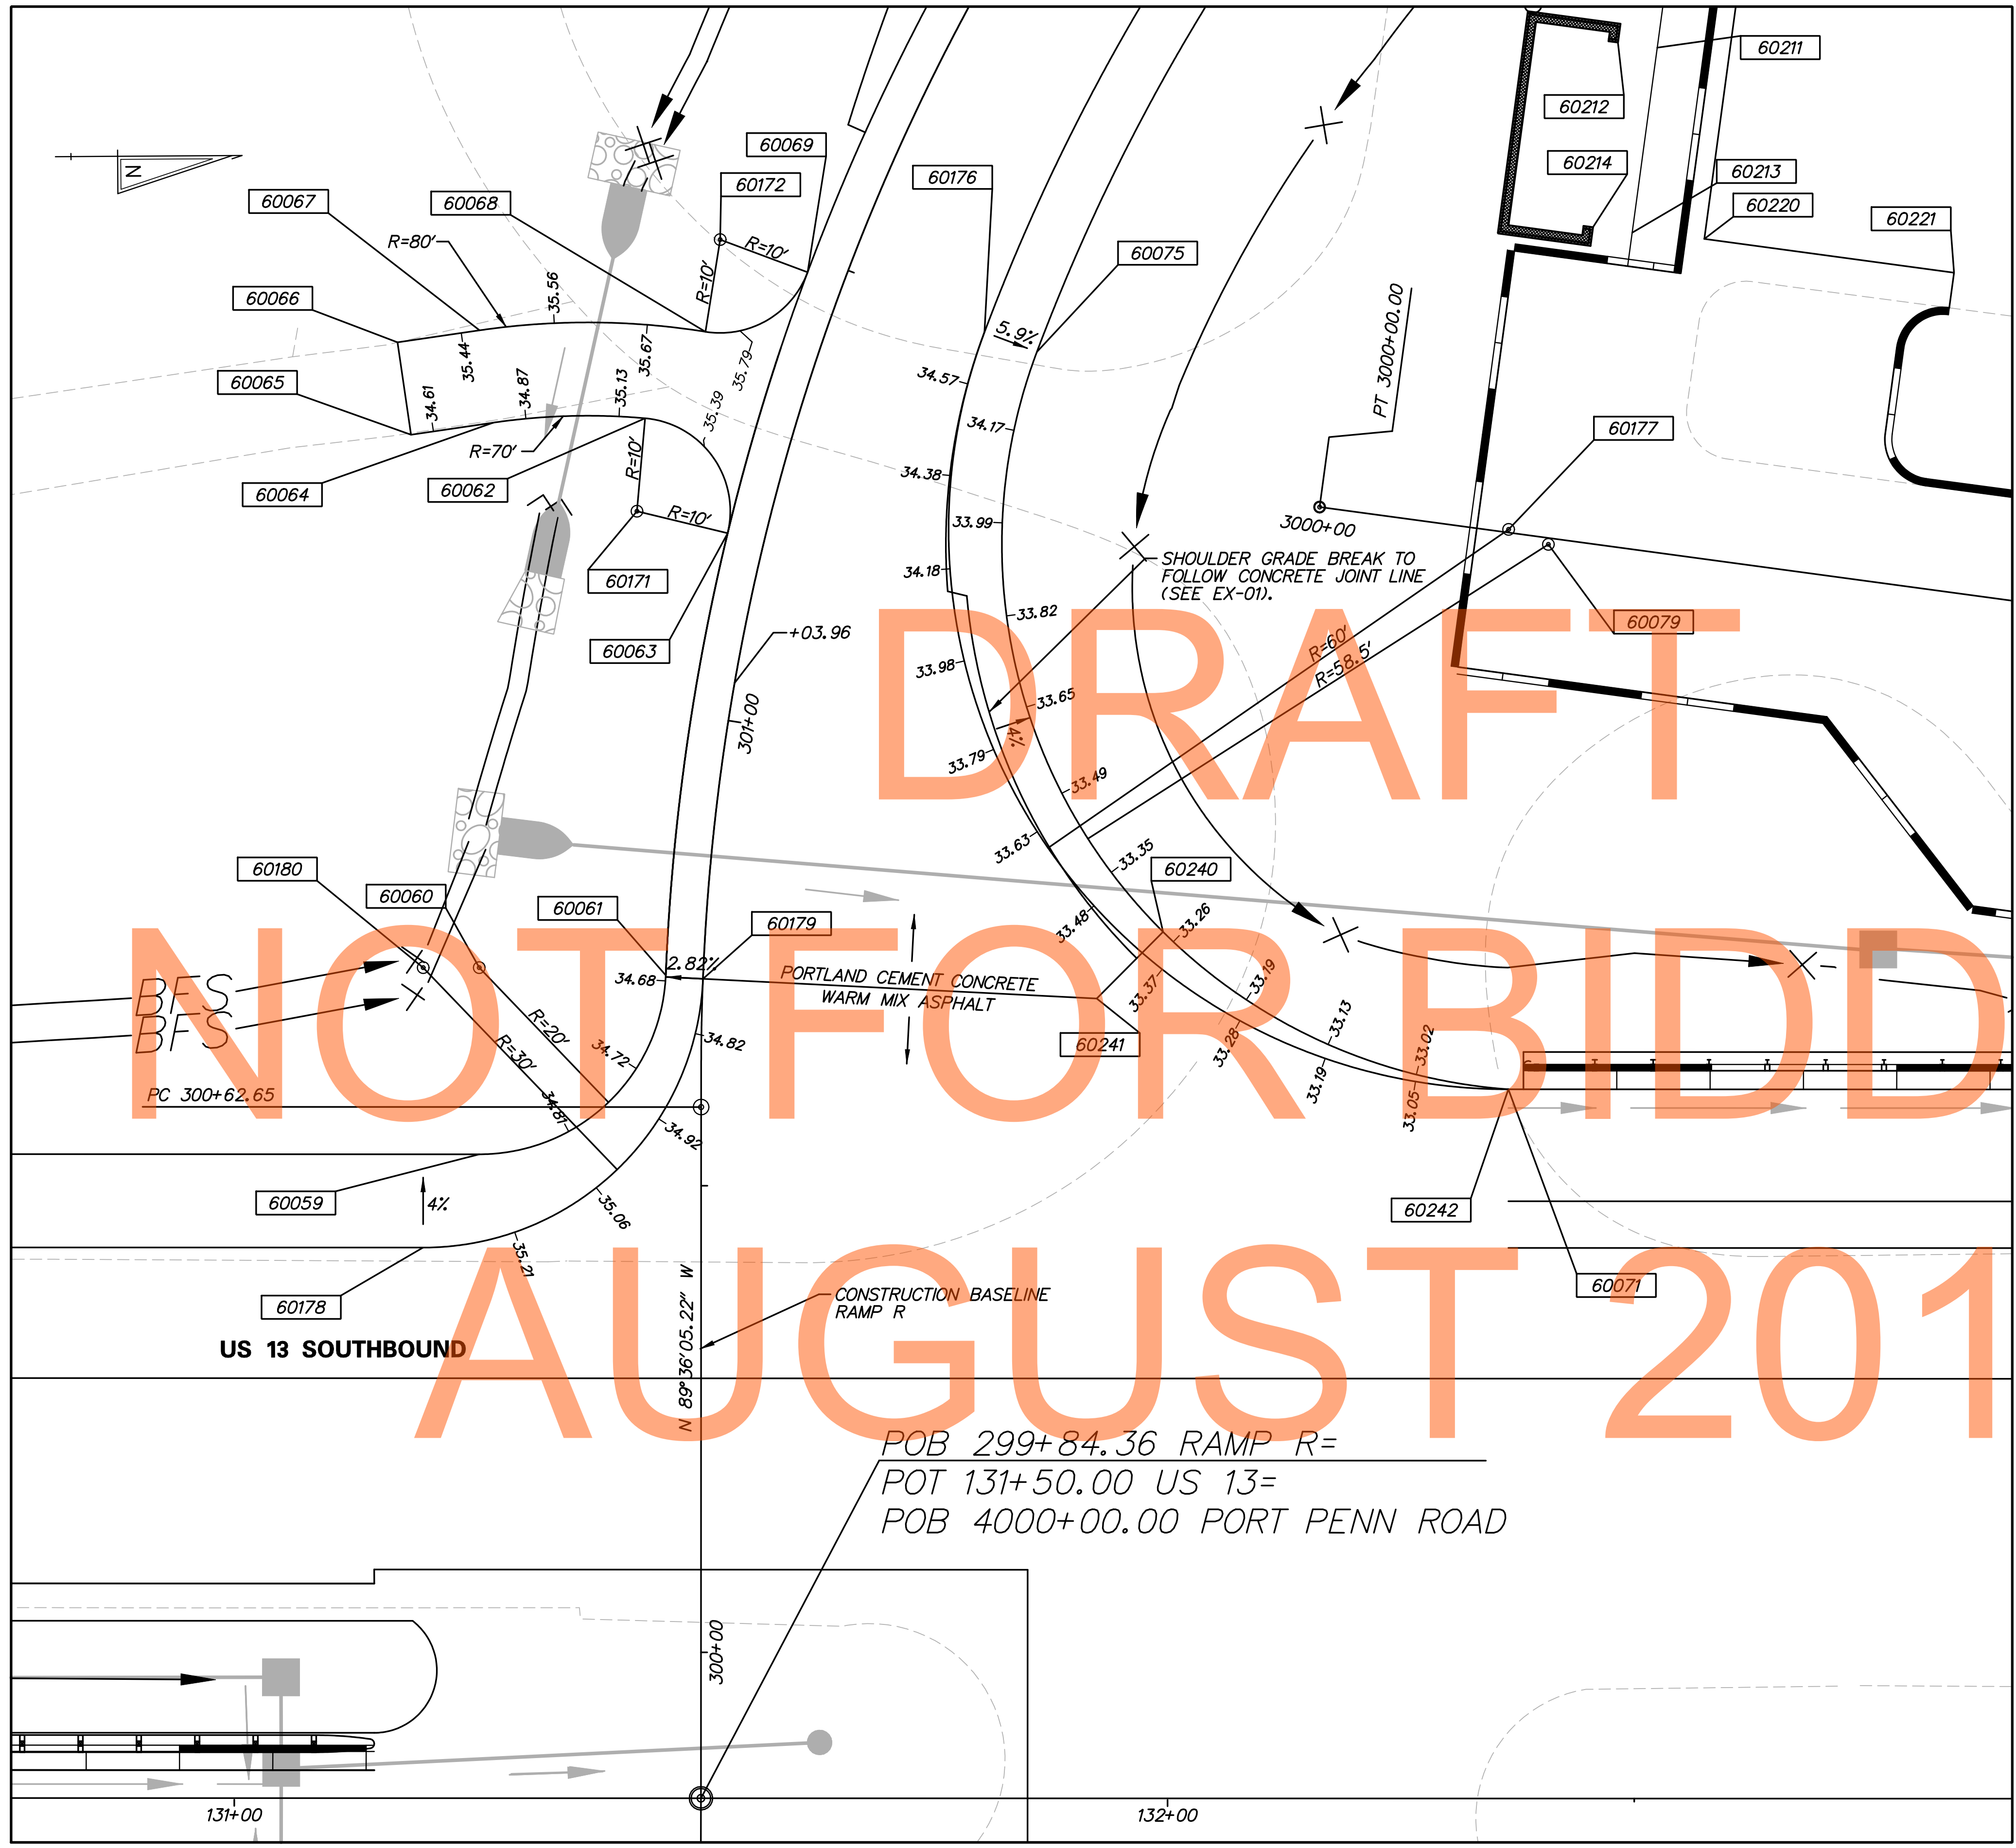 60211
60212
60069
60172
60176
60214
60213
60067
60068
60220
60221
R=80'
R=10'
R=10'
60075
60066
35.56
5.9%
PT 3000+00.00
35.44
35.67
35.79
60065
34.61
34.87
35.13
34.57
35.39
34.17
60177
R=70'
R=10'
34.38
60064
60062
R=10'
33.99
3000+00
SHOULDER GRADE BREAK TO
FOLLOW CONCRETE JOINT LINE
(SEE EX-01).
60171
34.18
33.82
60079
60063
+03.96
33.98
R=60'
R=58.5'
DRAFT
33.65
301+00
4%
33.79
33.49
33.63
33.35
60180
60060
60240
60061
60179
33.48
33.26
2.82%
34.68
PORTLAND CEMENT CONCRETE
WARM MIX ASPHALT
33.37
33.19
BFS
BFS
NOT FOR BIDD
R=20'
R=30'
34.72
34.82
60241
33.28
33.13
33.02
33.19
33.05
PC 300+62.65
34.87
34.92
60059
4%
35.06
60242
35.21
60071
60178
N 89°36'05.22" W
CONSTRUCTION BASELINE
RAMP R
US 13 SOUTHBOUND
AUGUST 201
POB 299+84.36 RAMP R=
POT 131+50.00 US 13=
POB 4000+00.00 PORT PENN ROAD
300+00
131+00
132+00
N